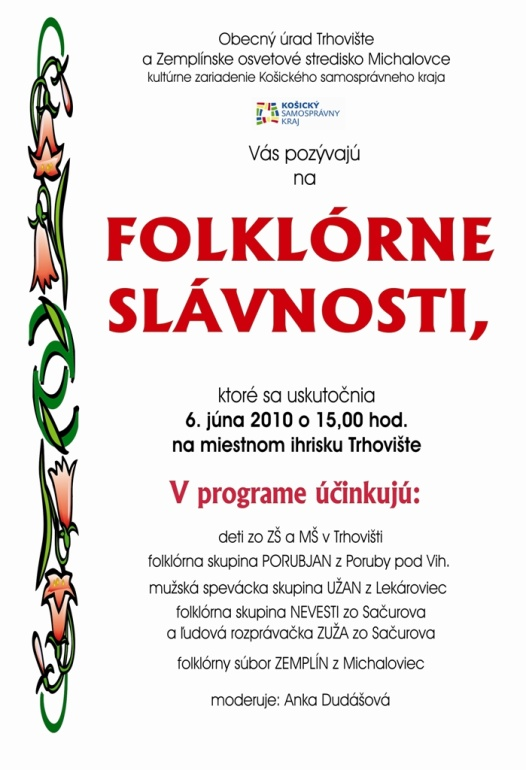 Obecný úrad Trhovište
a Zemplínske osvetové stredisko Michalovce
kultúrne zariadenie Košického samosprávneho kraja
KOŠICKÝ
SAMOSPRÁVNY
KRAJ
Vás pozývajú
na
FOLKLÓRNE
SLÁVNOSTI,
ktoré sa uskutočnia
6. júna 2010 o 15,00 hod.
na miestnom ihrisku Trhovište
V programe účinkujú:
deti zo ZŠ a MŠ v Trhovišti
folklórna skupina PORUBJAN z Poruby pod Vih.
mužská spevácka skupina UŽAN z Lekároviec
folklórna skupina NEVESTI zo Sačurova
a ľudová rozprávačka ZUŽA zo Sačurova
folklórny súbor ZEMPLÍN z Michaloviec
moderuje: Anka Dudášová